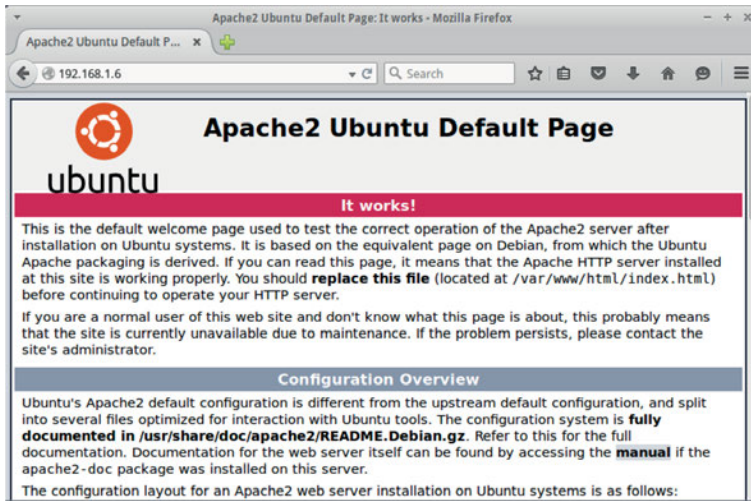 Apache2 Ubuntu Default Page: It works - Mozilla Firefox
Apache2 Ubuntu Default P...
192.168.1.6
Search
ubuntu
Apache2 Ubuntu Default Page
It works!
This is the default welcome page used to test the correct operation of the Apache2 server after
installation on Ubuntu systems. It is based on the equivalent page on Debian, from which the Ubuntu
Apache packaging is derived. If you can read this page, it means that the Apache HTTP server installed
at this site is working properly. You should replace this file (located at /var/www/html/index.html)
before continuing to operate your HTTP server.
If you are a normal user of this web site and don't know what this page is about, this probably means
that the site is currently unavailable due to maintenance. If the problem persists, please contact the
site's administrator.
Configuration Overview
Ubuntu's Apache2 default configuration is different from the upstream default configuration, and split
into several files optimized for interaction with Ubuntu tools. The configuration system is fully
documented in /usr/share/doc/apache2/README.Debian.gz. Refer to this for the full
documentation. Documentation for the web server itself can be found by accessing the manual if the
apache2-doc package was installed on this server.
The configuration layout for an Apache2 web server installation on Ubuntu systems is as follows: